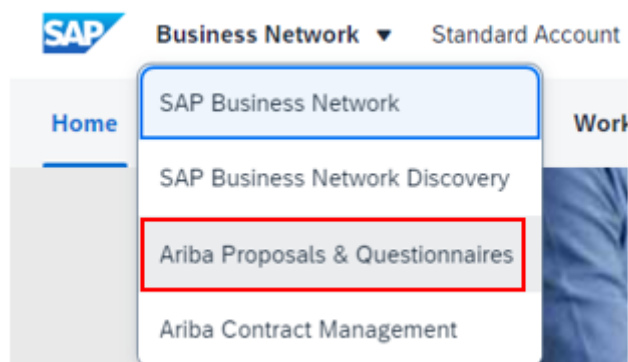 SAP Business Network ▼ Standard Account
Home
Work
SAP Business Network
SAP Business Network Discovery
Ariba Proposals & Questionnaires
Ariba Contract Management